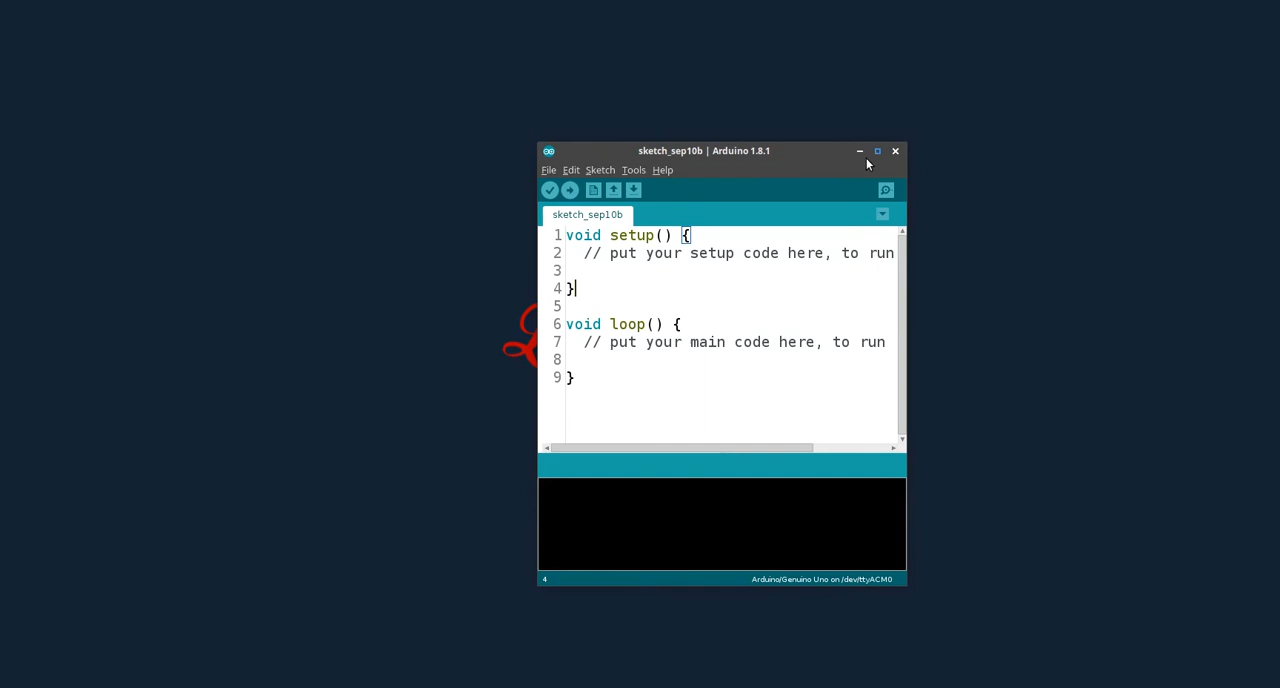 sketch_sep10b | Arduino 1.8.1
File Edit Sketch Tools Help
sketch_sep10b
1 void setup() {
2 // put your setup code here, to run
3
4 }
5
6 void loop() {
7 // put your main code here, to run
8
9 }
4 Arduino/Genuino Uno on /dev/ttyACM0